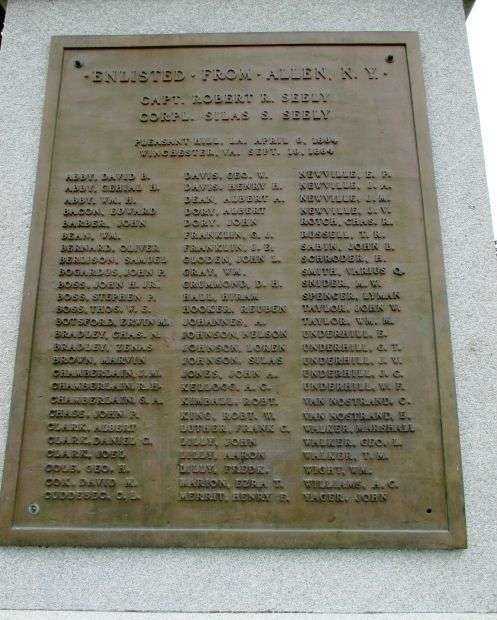 · ENLISTED · FROM · ALLEN, N. Y. ·
CAPT. ROBERT R. SEELY
CORPL. SILAS S. SEELY
PLEASANT HILL, LA. APRIL 9, 1864
WINCHESTER, VA. SEPT. 19, 1864
ABBY, DAVID B.
ABBY, GERIAL H.
ABBY, WM. H.
BACON, EDWARD
BARBER, JOHN
BEAN, WM.
BERNARD, OLIVER
BERLISON, SAMUEL
BOGARDUS, JOHN P.
BOSS, JOHN H. JR.
BOSS, STEPHEN P.
BOSS, THOS. W. S.
BOTSFORD, ERVIN M.
BRADLEY, CHAS. N.
BRADLEY, ZENAS
BROWN, MARVIN
CHAMBERLAIN, J. M.
CHAMBERLAIN, R. H.
CHAMBERLAIN, S. A.
CHASE, JOHN P.
CLARK, ALBERT
CLARK, DANIEL C.
CLARK, JOEL
COLE, GEO. H.
COX, DAVID K.
CUDDEBEC, O. L.
DAVIS, GEO. W.
DAVIS, HENRY H.
DEAN, ALBERT A.
DORY, ALBERT
DORY, JOHN
FRANKLIN, G. J.
FRANKLIN, J. E.
GLODEN, JOHN L.
GRAY, WM.
GRUMMOND, D. H.
HALL, HIRAM
HOOKER, REUBEN
JOHANNES, A.
JOHNSON, NELSON
JOHNSON, LOREN
JOHNSON, SILAS
JONES, JOHN A.
KELLOGG, A. C.
KIMBALL, ROBT.
KING, ROBT. W.
LUTHER, FRANK C.
LILLY, JOHN
LILLY, AARON
LILLY, FREDK.
MARION, EZRA T.
MERRIT, HENRY F.
NEWVILLE, E. P.
NEWVILLE, J. A.
NEWVILLE, J. M.
NEWVILLE, J. V.
ROTCH, CHAS. R.
RUSSELL, T. R.
SABIN, JOHN B.
SCHRODER, H.
SMITH, VARIUS Q.
SNIDER, M. W.
SPENCER, LYMAN
TAYLOR, JOHN W.
TAYLOR, WM. M.
UNDERHILL, E.
UNDERHILL, G. T.
UNDERHILL, J. V.
UNDERHILL, J. C.
UNDERHILL, W. F.
VAN NOSTRAND, C.
VAN NOSTRAND, E.
WALKER, MARSHALL
WALKER, GEO. L.
WALKER, T. M.
WIGHT, WM.
WILLIAMS, A. C.
YAGER, JOHN